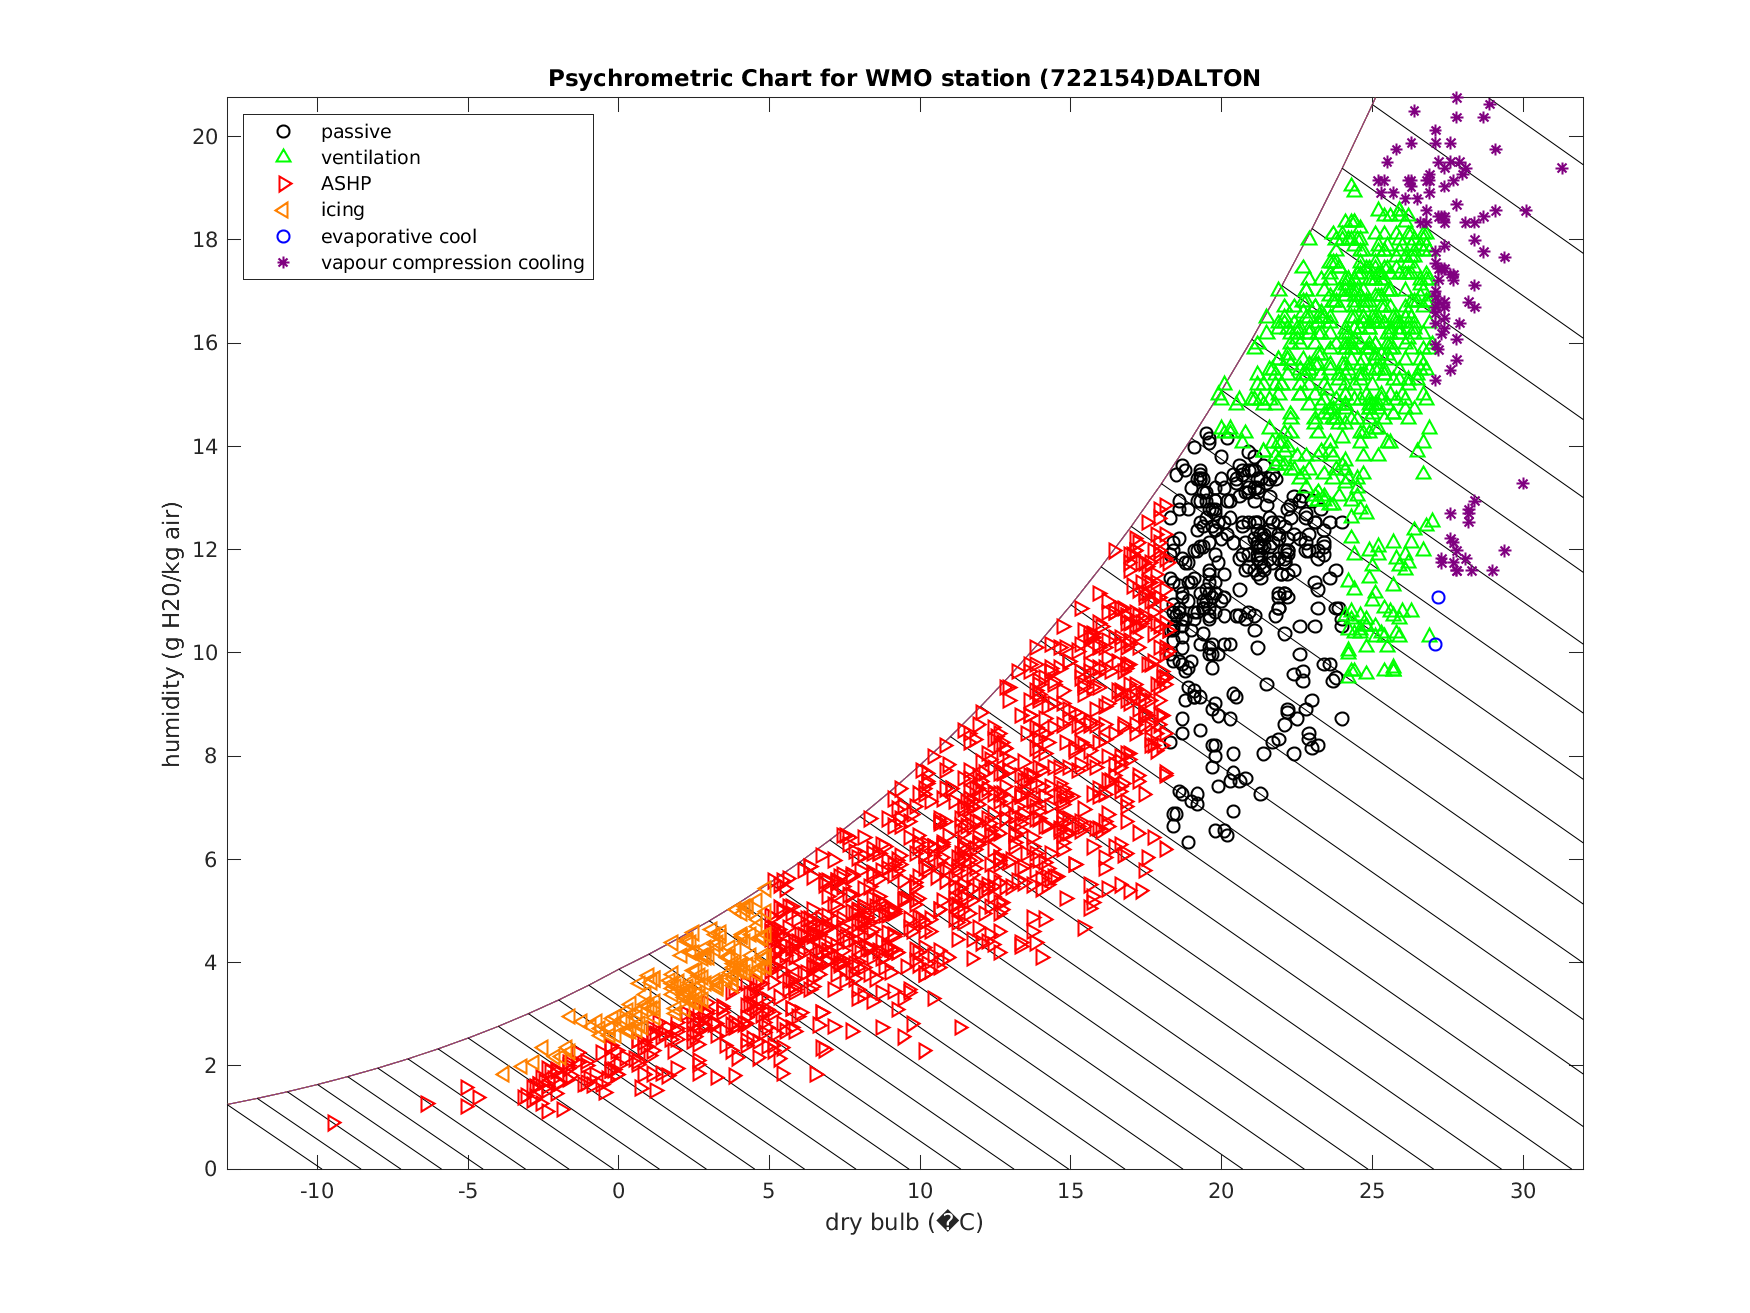 Psychrometric Chart for WMO station (722154)DALTON
passive
ventilation
ASHP
icing
evaporative cool
vapour compression cooling
humidity (g H20/kg air)
20
18
16
14
12
10
8
6
4
2
0
-10 -5 0 5 10 15 20 25 30
dry bulb (�C)